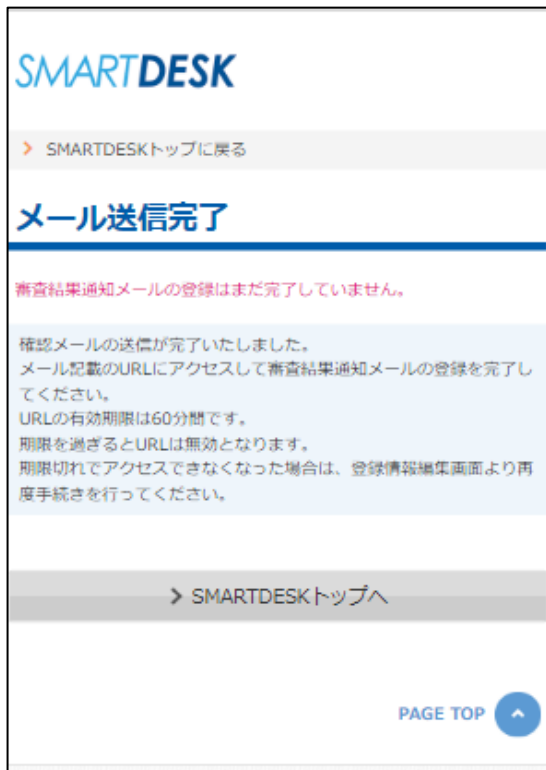 SMARTDESK
SMARTDESKトップに戻る
メール送信完了
審査結果通知メールの登録はまだ完了していません。
確認メールの送信が完了いたしました。
メール記載のURLにアクセスして審査結果通知メールの登録を完了し
てください。
URLの有効期限は60分間です。
期限を過ぎるとURLは無効となります。
期限切れでアクセスできなくなった場合は、登録情報編集画面より再
度手続きを行ってください。
SMARTDESKトップへ
PAGE TOP